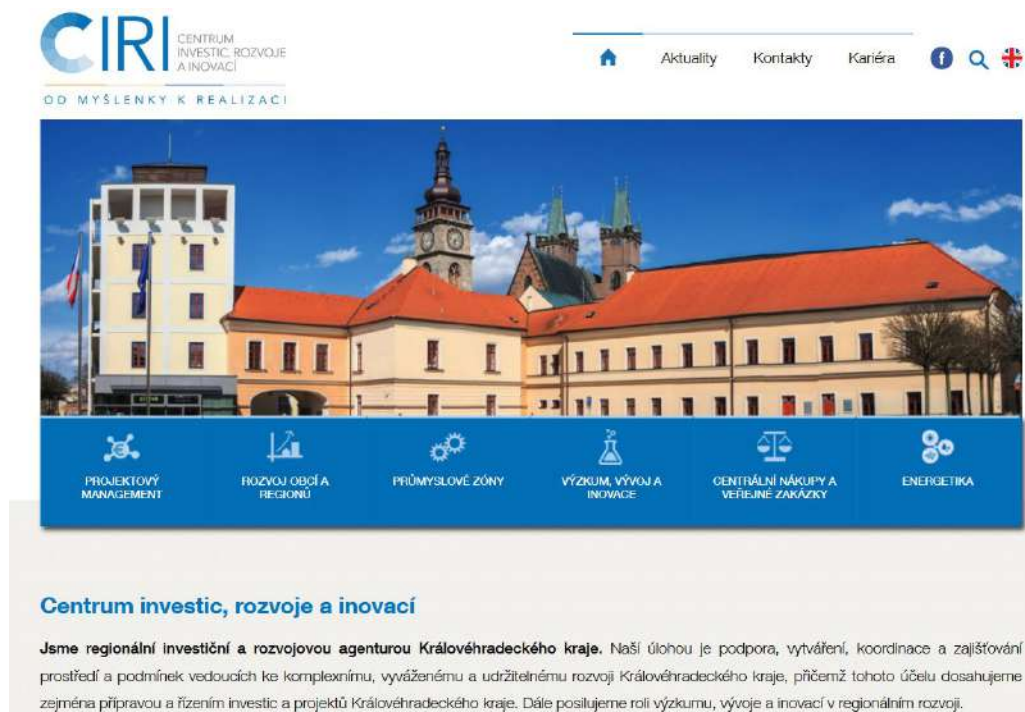 CIRI
CENTRUM
INVESTIC, ROZVOJE
A INOVACÍ
OD MYŠLENKY K REALIZACI
Aktuality Kontakty Kariéra
f
PROJEKTOVÝ
MANAGEMENT
ROZVOJ OBCÍ A
REGIONŮ
PRŮMYSLOVÉ ZÓNY
VÝZKUM, VÝVOJ A
INOVACE
CENTRÁLNÍ NÁKUPY A
VEŘEJNÉ ZAKÁZKY
ENERGETIKA
Centrum investic, rozvoje a inovací
Jsme regionální investiční a rozvojovou agenturou Královéhradeckého kraje. Naší úlohou je podpora, vytváření, koordinace a zajišťování
prostředí a podmínek vedoucích ke komplexnímu, vyváženému a udržitelnému rozvoji Královéhradeckého kraje, přičemž tohoto účelu dosahujeme
zejména přípravou a řízením investic a projektů Královéhradeckého kraje. Dále posilujeme roli výzkumu, vývoje a inovací v regionálním rozvoji.